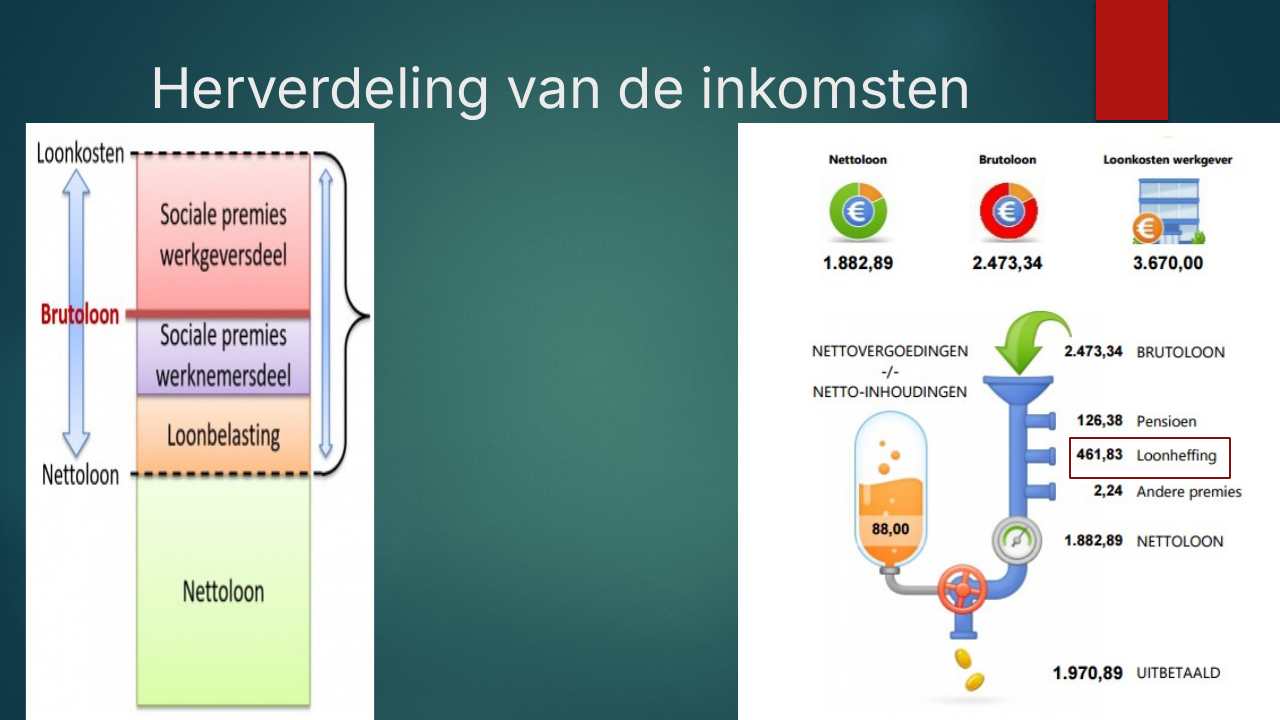 Herverdeling van de inkomsten
Loonkosten
Sociale premies
werkgeversdeel
Brutoloon
Sociale premies
werknemersdeel
Loonbelasting
Nettoloon
Nettoloon
Nettoloon Brutoloon Loonkosten werkgever
€ € €
1.882,89 2.473,34 3.670,00
NETTOVERGOEDINGEN
-/-
NETTO-INHOUDINGEN
88,00
2.473,34 BRUTOLOON
126,38 Pensioen
461,83 Loonheffing
2,24 Andere premies
1.882,89 NETTOLOON
1.970,89 UITBETAALD